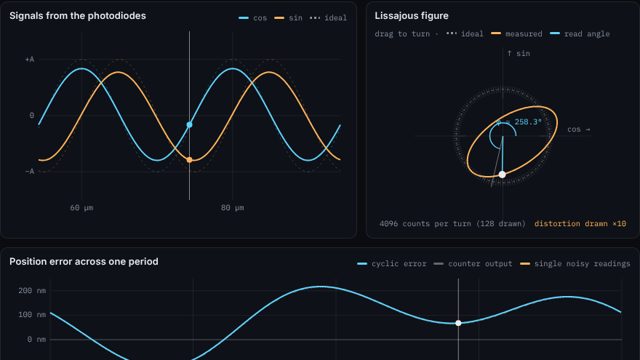 Signals from the photodiodes
cos sin ideal
+A
0
−A
60 µm 80 µm
Lissajous figure
drag to turn · ideal measured read angle
↑ sin
258.3°
cos →
4096 counts per turn (128 drawn) distortion drawn ×10
Position error across one period
cyclic error counter output single noisy readings
200 nm
100 nm
0 nm